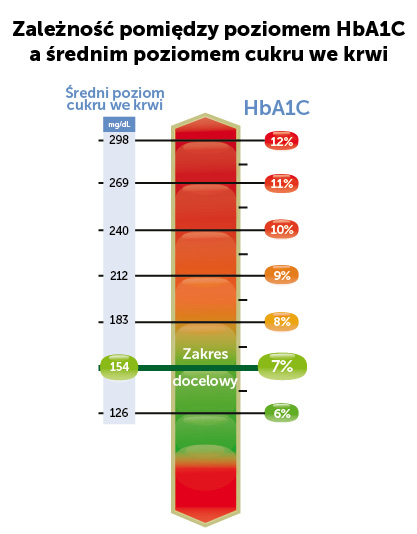 Zależność pomiędzy poziomem HbA1C
a średnim poziomem cukru we krwi
Średni poziom
cukru we krwi
HbA1C
mg/dL
298
12%
269
11%
240
10%
212
9%
183
8%
Zakres
154
7%
docelowy
126
6%